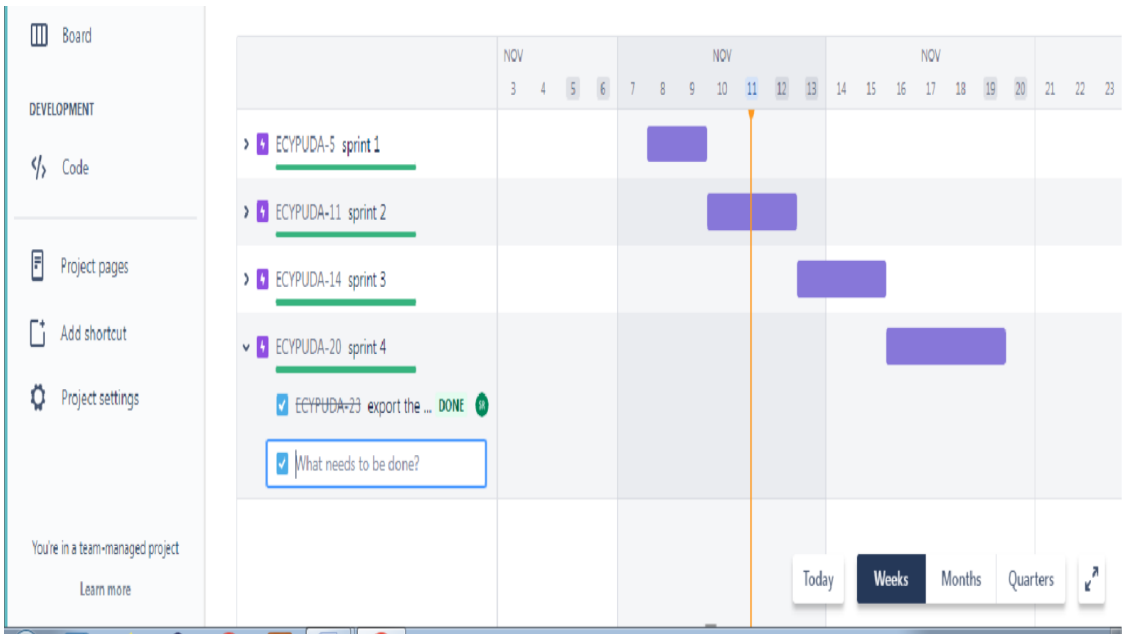 Board
DEVELOPMENT
Code
Project pages
Add shortcut
Project settings
You're in a team-managed project
Learn more
NOV NOV NOV
3 4 5 6 7 8 9 10 11 12 13 14 15 16 17 18 19 20 21 22 23
ECYPUDA-5 sprint 1
ECYPUDA-11 sprint 2
ECYPUDA-14 sprint 3
ECYPUDA-20 sprint 4
ECYPUDA-23 export the ... DONE
What needs to be done?
Today Weeks Months Quarters